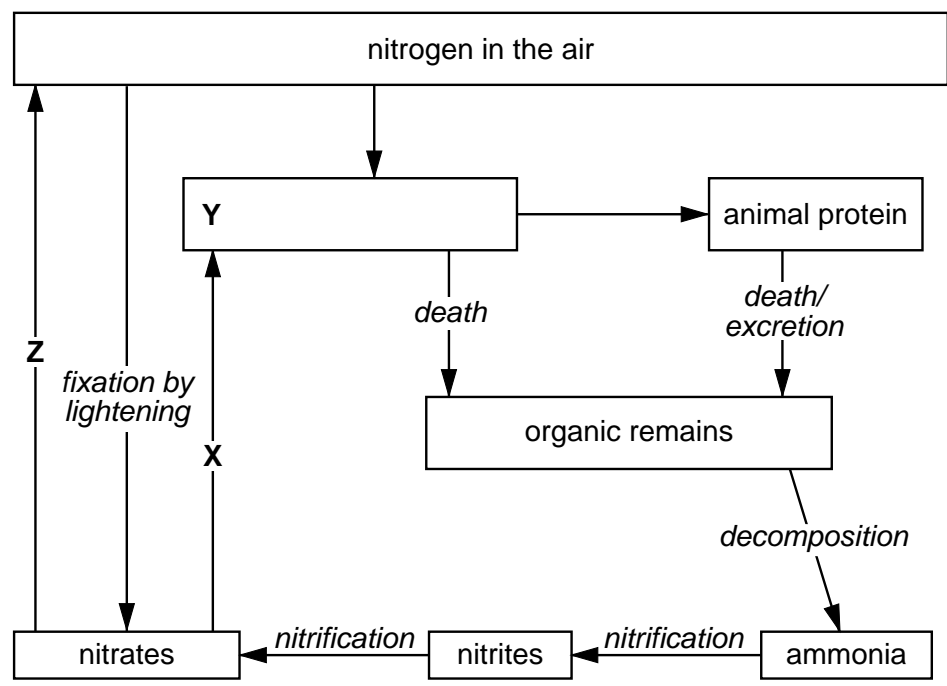 nitrogen in the air
Y
animal protein
death
death/
excretion
Z
fixation by
lightening
X
organic remains
decomposition
nitrates
nitrification
nitrites
nitrification
ammonia